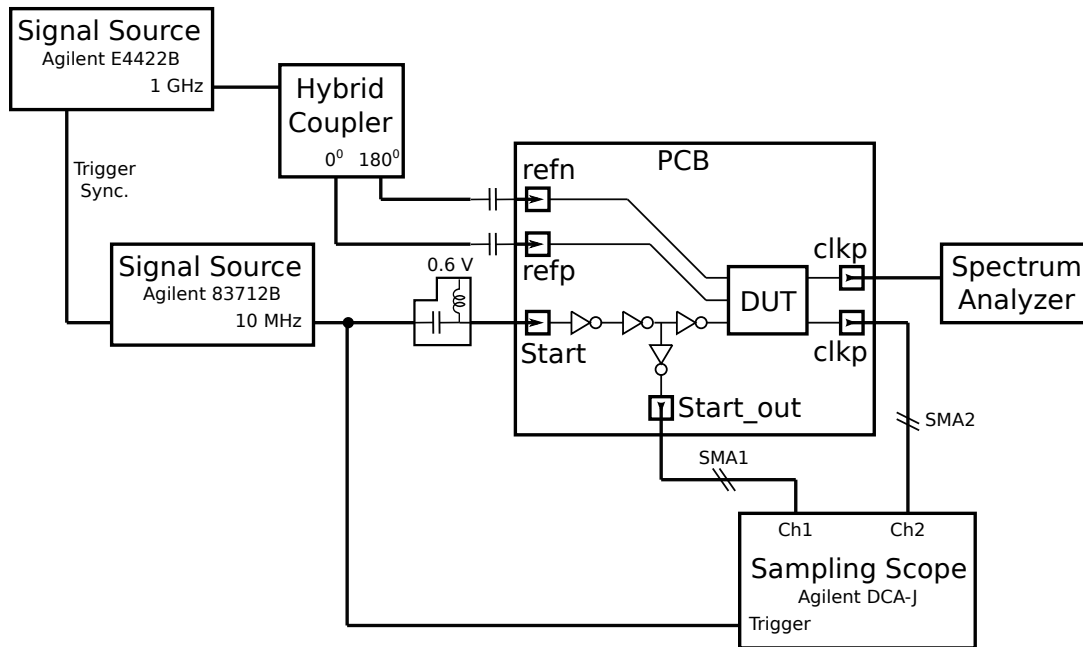 Signal Source
Agilent E4422B
1 GHz
Hybrid
Coupler
0⁰ 180⁰
Trigger
Sync.
Signal Source
Agilent 83712B
10 MHz
0.6 V
PCB
refn
refp
Start
Start_out
DUT
clkp
clkp
Spectrum
Analyzer
SMA1
SMA2
Ch1 Ch2
Sampling Scope
Agilent DCA-J
Trigger